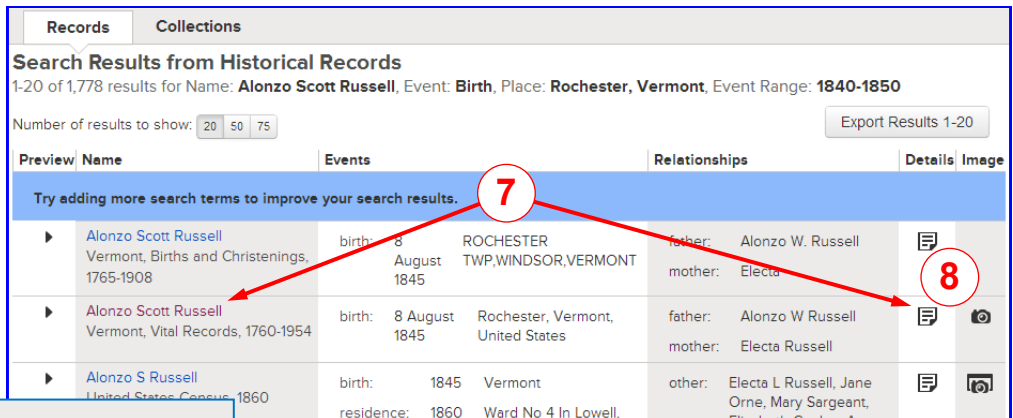 Records Collections
Search Results from Historical Records
1-20 of 1,778 results for Name: Alonzo Scott Russell, Event: Birth, Place: Rochester, Vermont, Event Range: 1840-1850
Number of results to show: 20 50 75 Export Results 1-20
Preview Name Events Relationships Details Image
Try adding more search terms to improve your search results.
7
Alonzo Scott Russell birth: 8 ROCHESTER father: Alonzo W. Russell
Vermont, Births and Christenings, August TWP,WINDSOR,VERMONT
1765-1908 1845 mother: Electa
8
Alonzo Scott Russell birth: 8 August Rochester, Vermont, father: Alonzo W Russell
Vermont, Vital Records, 1760-1954 1845 United States
mother: Electa Russell
Alonzo S Russell birth: 1845 Vermont other: Electa L Russell, Jane
United States Census, 1860 Orne, Mary Sargeant,
residence: 1860 Ward No 4 In Lowell,